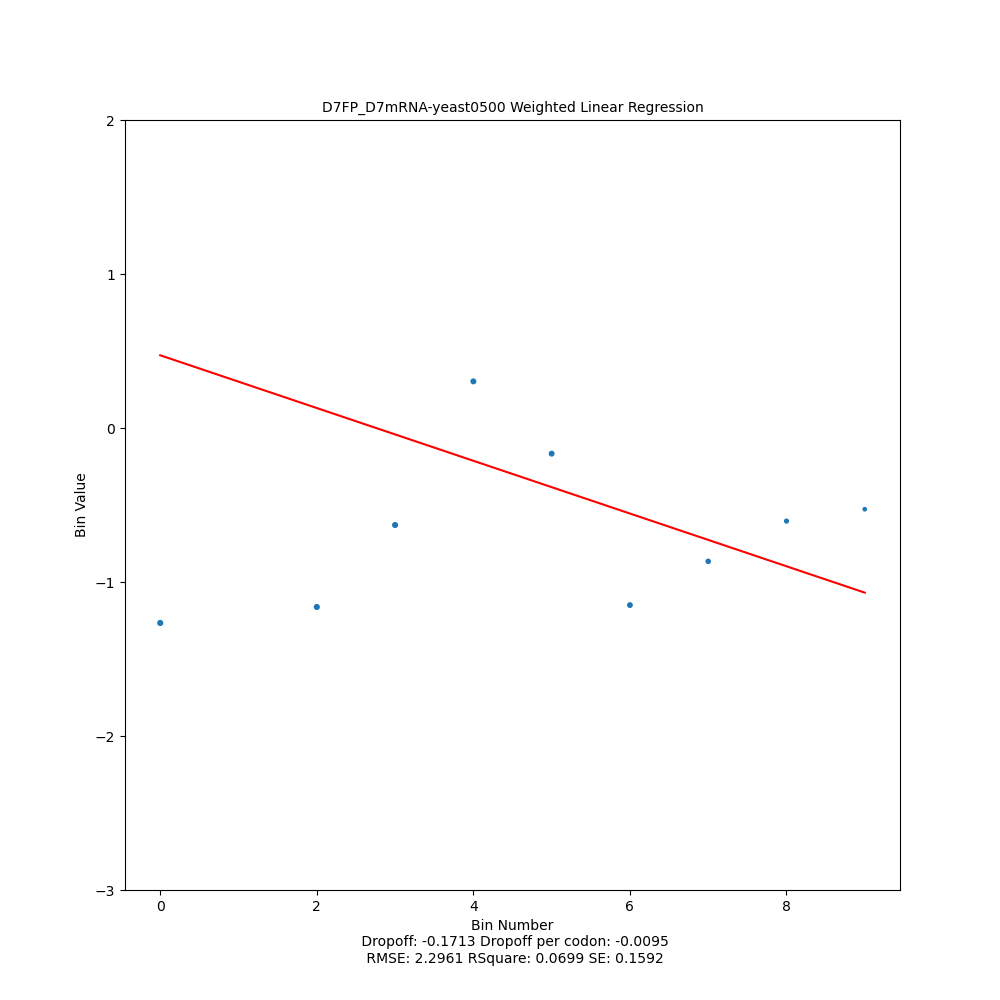 D7FP_D7mRNA-yeast0500 Weighted Linear Regression
2
1
0
−1
−2
−3
Bin Value
0 2 4 6 8
Bin Number
Dropoff: -0.1713 Dropoff per codon: -0.0095
RMSE: 2.2961 RSquare: 0.0699 SE: 0.1592